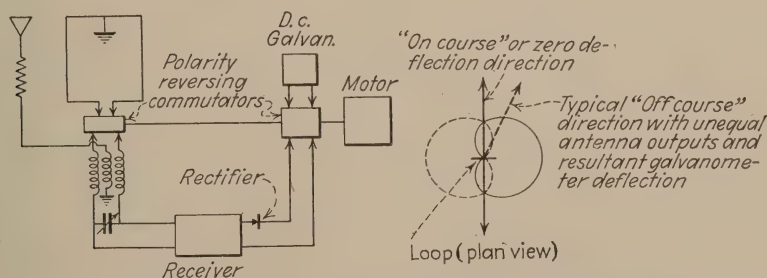 D.c.
Galvan.
Polarity
reversing
commutators
Motor
Rectifier
Receiver
"On course" or zero de-
flection direction
Typical "Off course"
direction with unequal
antenna outputs and
resultant galvanome-
ter deflection
Loop (plan view)